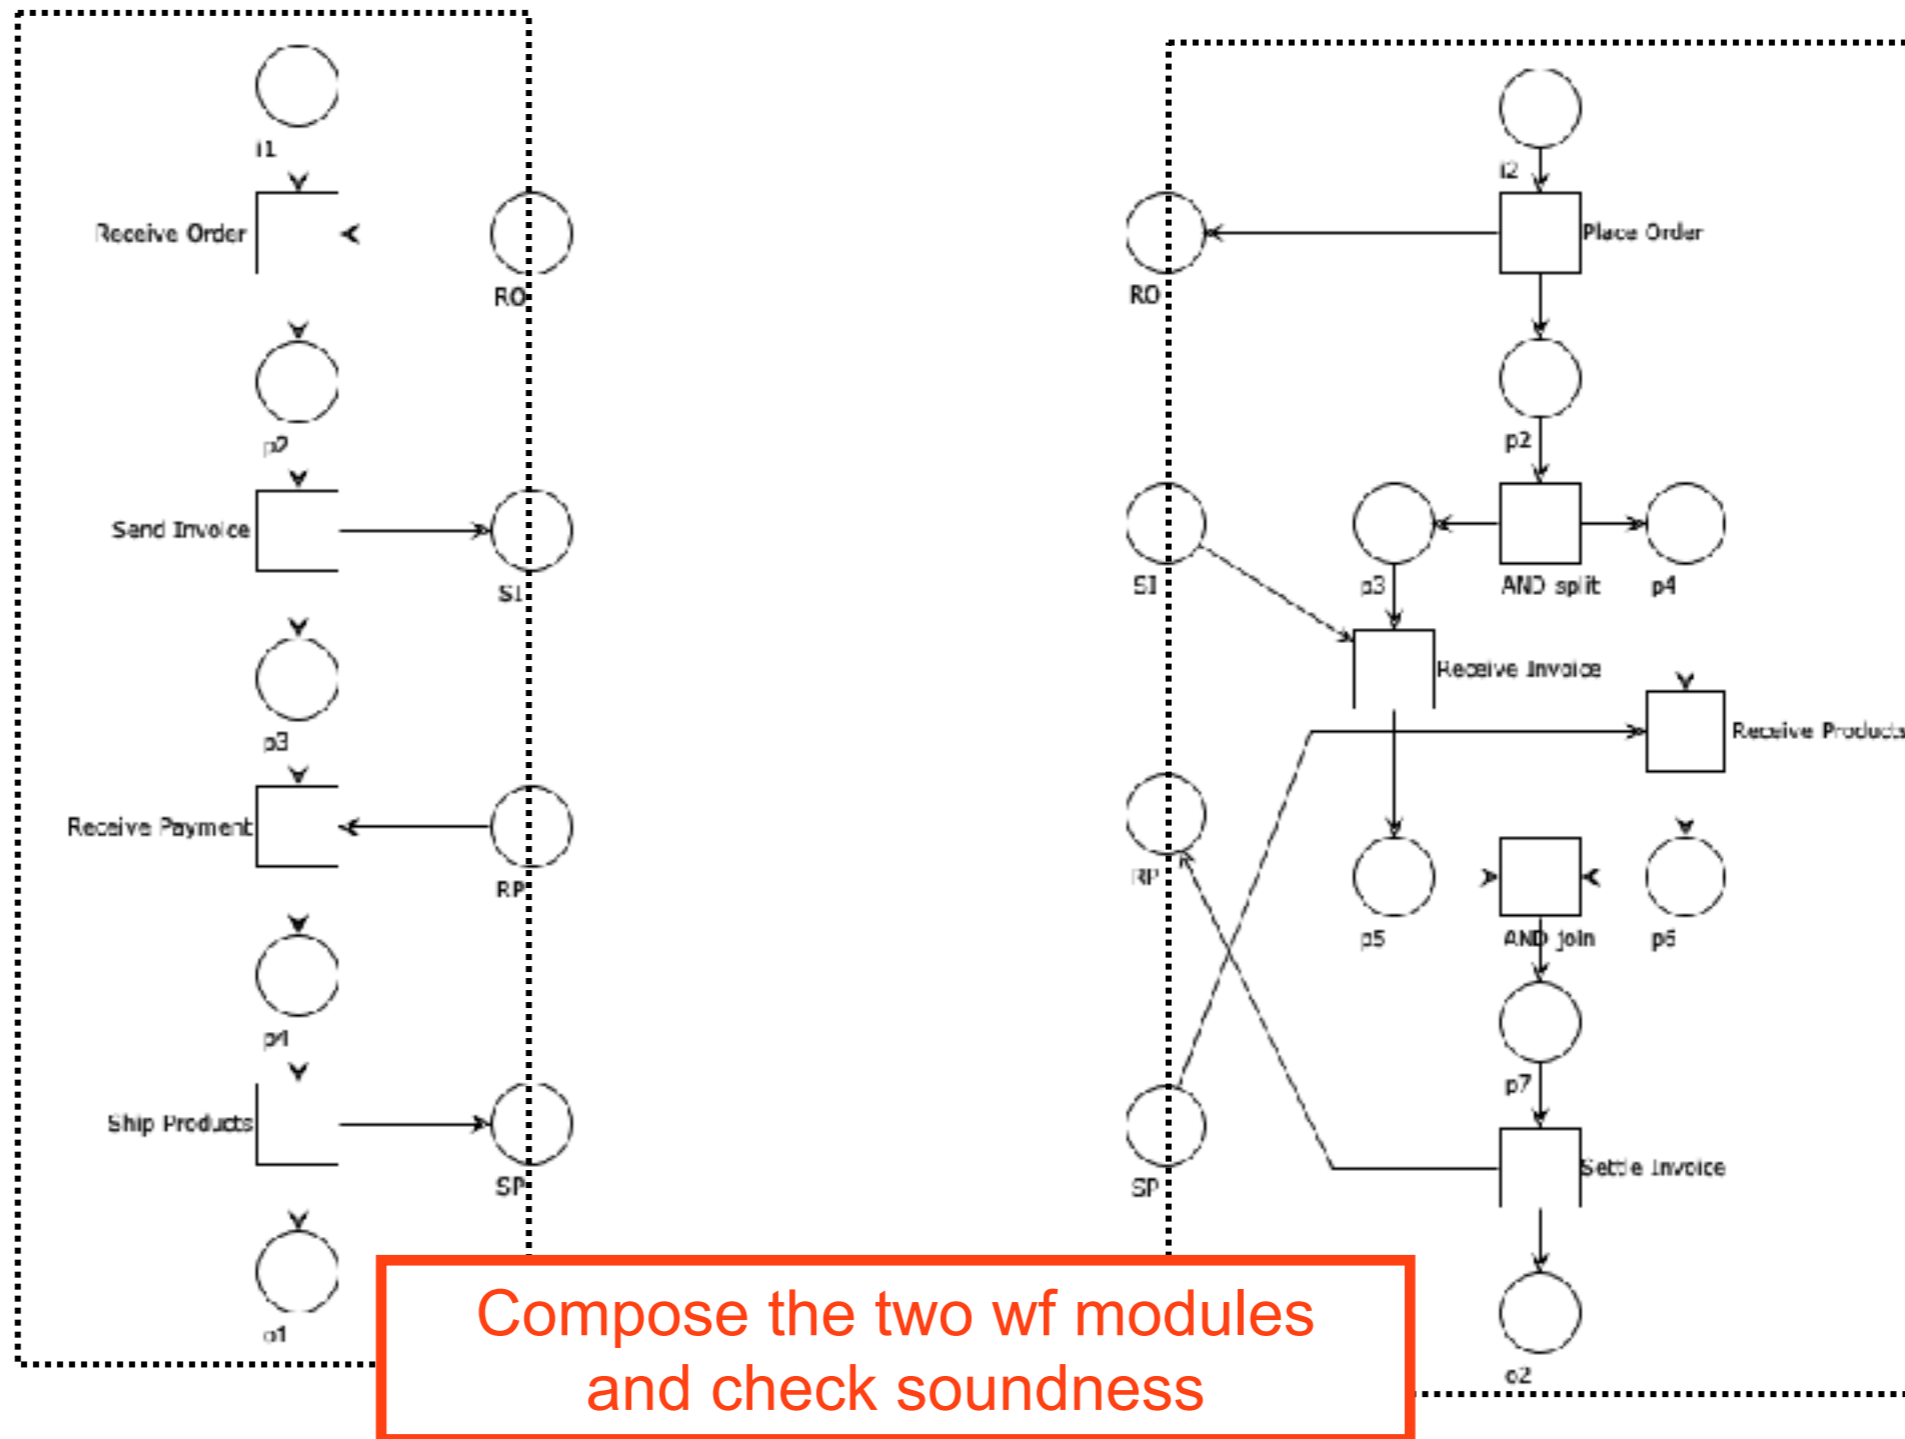 i1
Receive Order
RO
p2
Send Invoice
SI
p3
Receive Payment
RP
p4
Ship Products
SP
o1
i2
Place Order
RO
p2
SI
p3
AND split
p4
Receive Invoice
Receive Products
RP
p5
AND join
p6
p7
SP
Settle Invoice
o2
Compose the two wf modules
and check soundness